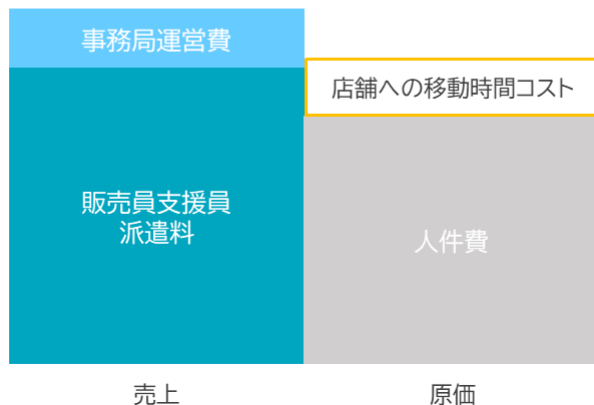 事務局運営費
店舗への移動時間コスト
販売員支援員
派遣料
人件費
売上
原価